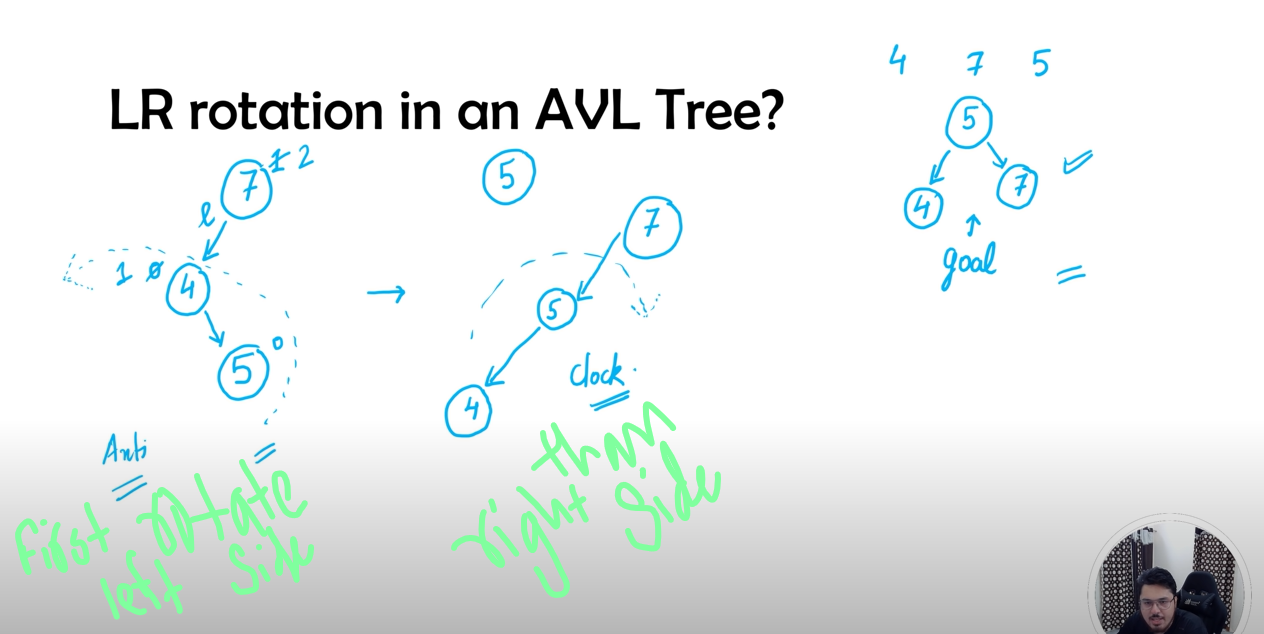 4 7 5
LR rotation in an AVL Tree?
7 1 2
l
1 0 4
5 0
Anti
First rotate
left side
→
5
7
5
4
Clock.
than
right side
5
4 7
goal